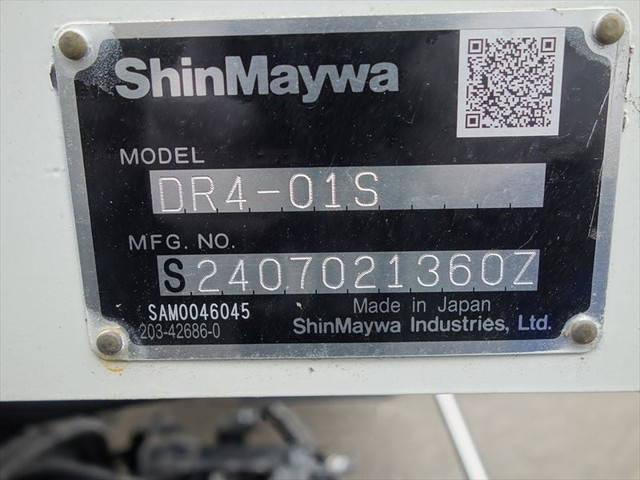 ShinMaywa
MODEL
DR4-01S
MFG. NO.
S2407021360Z
SAM0046045
203-42686-0
Made in Japan
ShinMaywa Industries, Ltd.